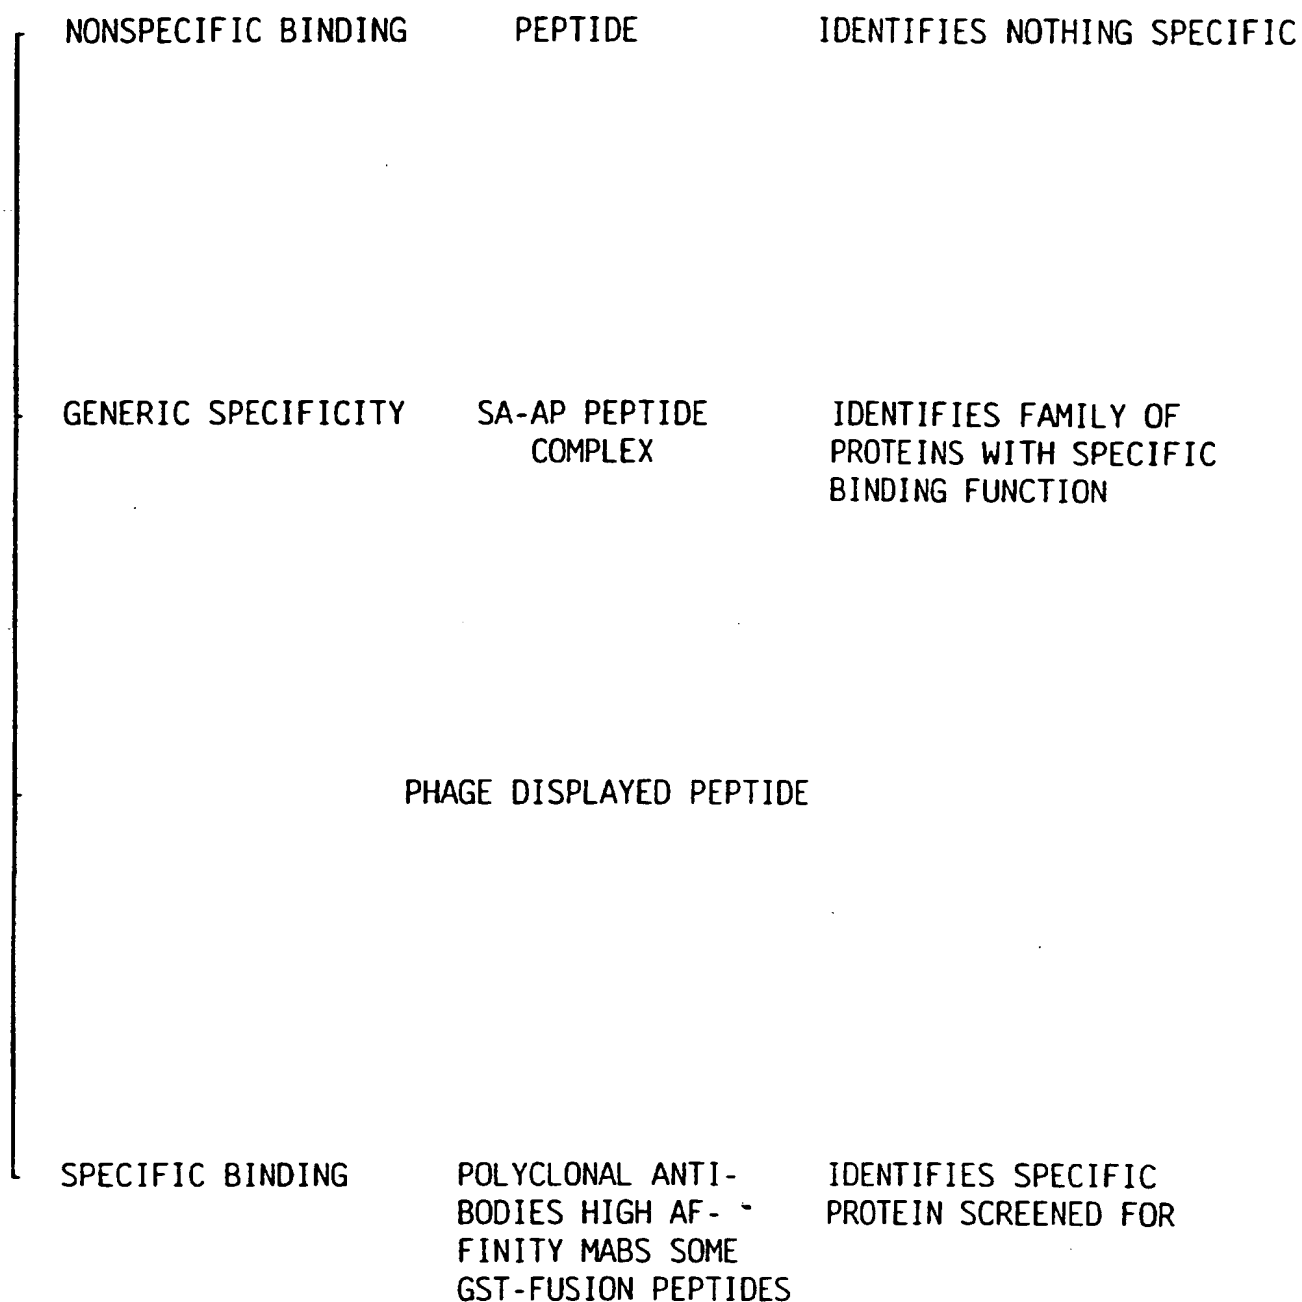 NONSPECIFIC BINDING PEPTIDE IDENTIFIES NOTHING SPECIFIC
GENERIC SPECIFICITY SA-AP PEPTIDE IDENTIFIES FAMILY OF
COMPLEX PROTEINS WITH SPECIFIC
BINDING FUNCTION
PHAGE DISPLAYED PEPTIDE
SPECIFIC BINDING POLYCLONAL ANTI- IDENTIFIES SPECIFIC
BODIES HIGH AF- PROTEIN SCREENED FOR
FINITY MABS SOME
GST-FUSION PEPTIDES